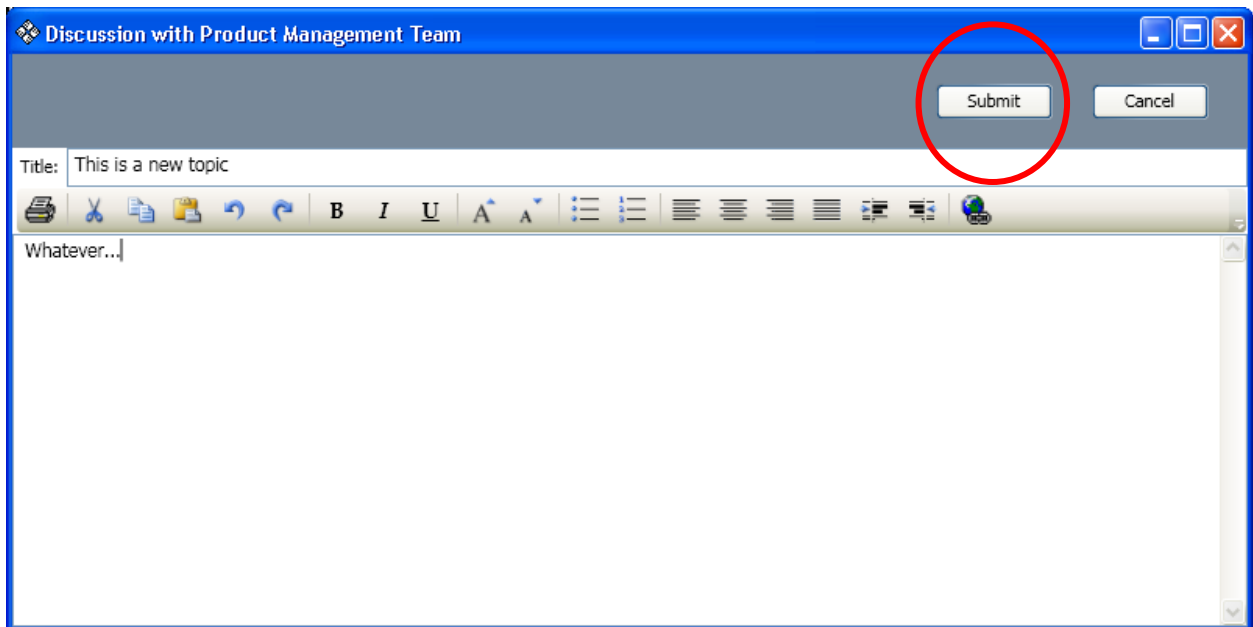 Discussion with Product Management Team
Submit Cancel
Title: This is a new topic
B I U A A
Whatever...